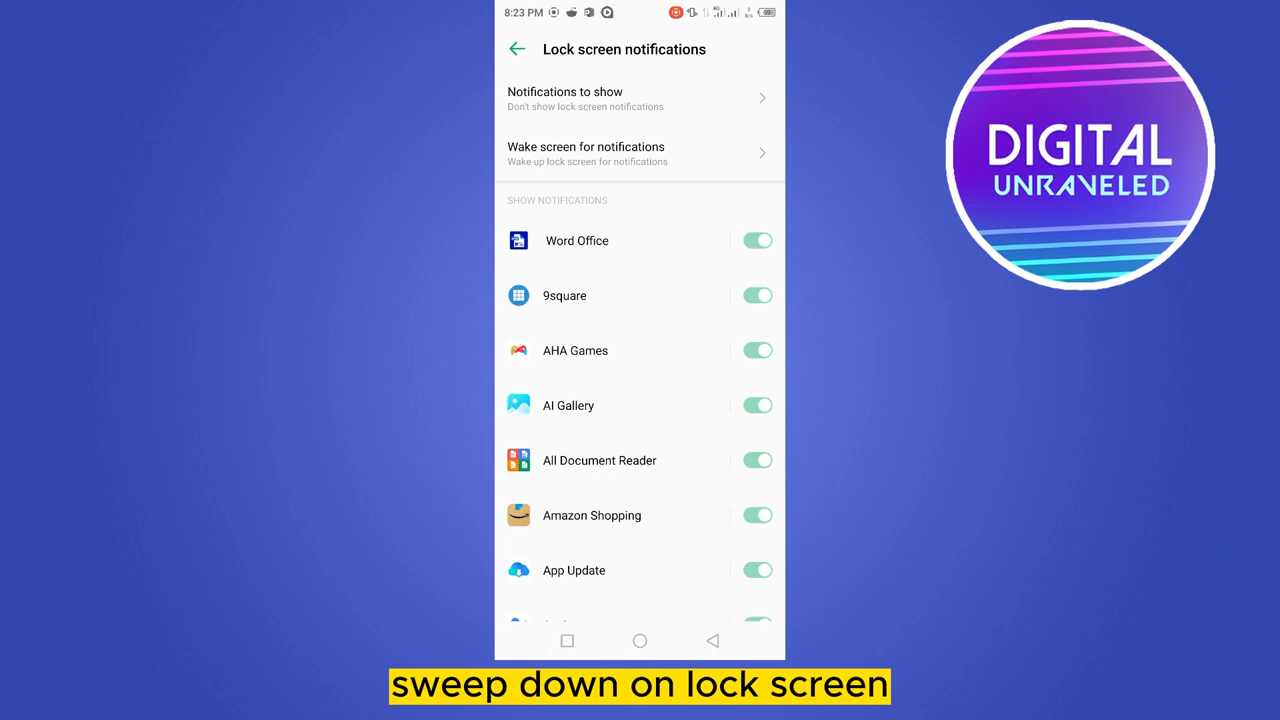 8:23 PM
4G
0
B/s
Lock screen notifications
Notifications to show
Don't show lock screen notifications
Wake screen for notifications
Wake up lock screen for notifications
SHOW NOTIFICATIONS
Word Office
9square
AHA Games
AI Gallery
All Document Reader
Amazon Shopping
App Update
DIGITAL
UNRAVELED
sweep down on lock screen